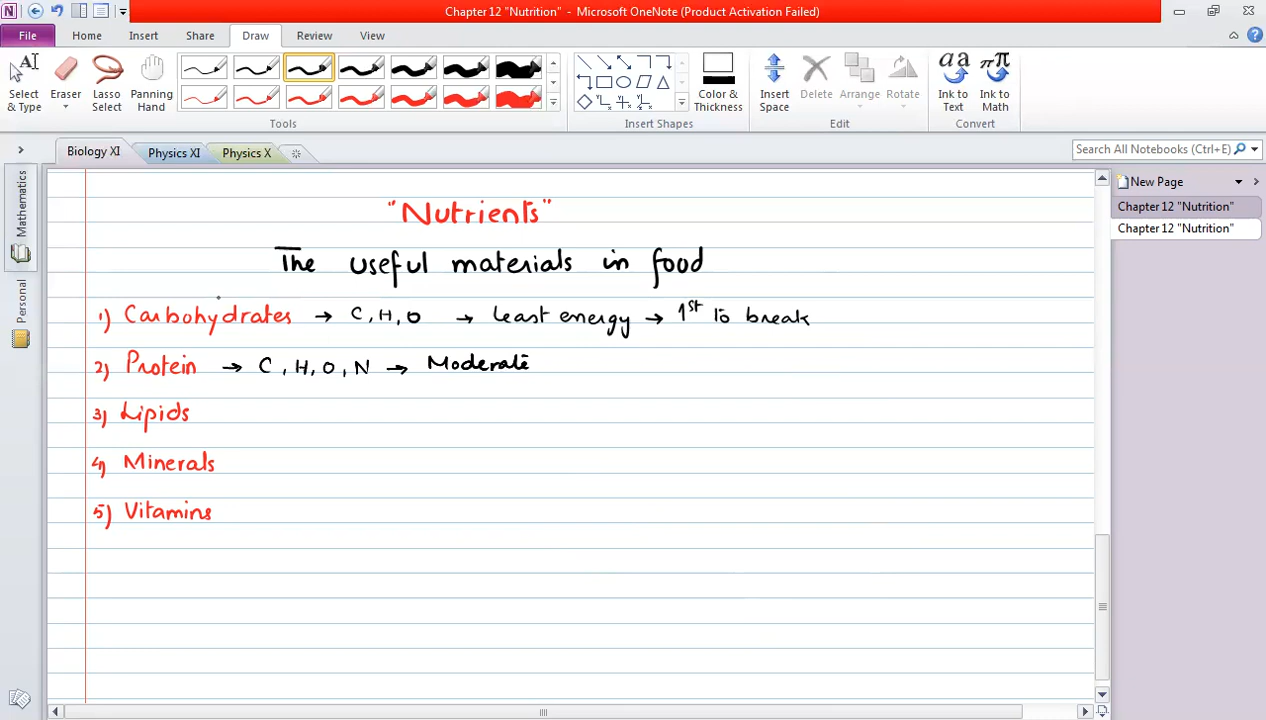 Chapter 12 "Nutrition" - Microsoft OneNote (Product Activation Failed)
File Home Insert Share Draw Review View
Select & Type
Eraser
Lasso Select
Panning Hand
Color & Thickness
Insert Space
Delete
Arrange
Rotate
Ink to Text
Ink to Math
Tools
Insert Shapes
Edit
Convert
Biology XI
Physics XI
Physics X
Search All Notebooks (Ctrl+E)
Mathematics
Personal
New Page
Chapter 12 "Nutrition"
Chapter 12 "Nutrition"
"Nutrients"
The useful materials in food
1) Carbohydrates → C, H, O → Least energy → 1st to break
2) Protein → C, H, O, N → Moderate
3) Lipids
4) Minerals
5) Vitamins